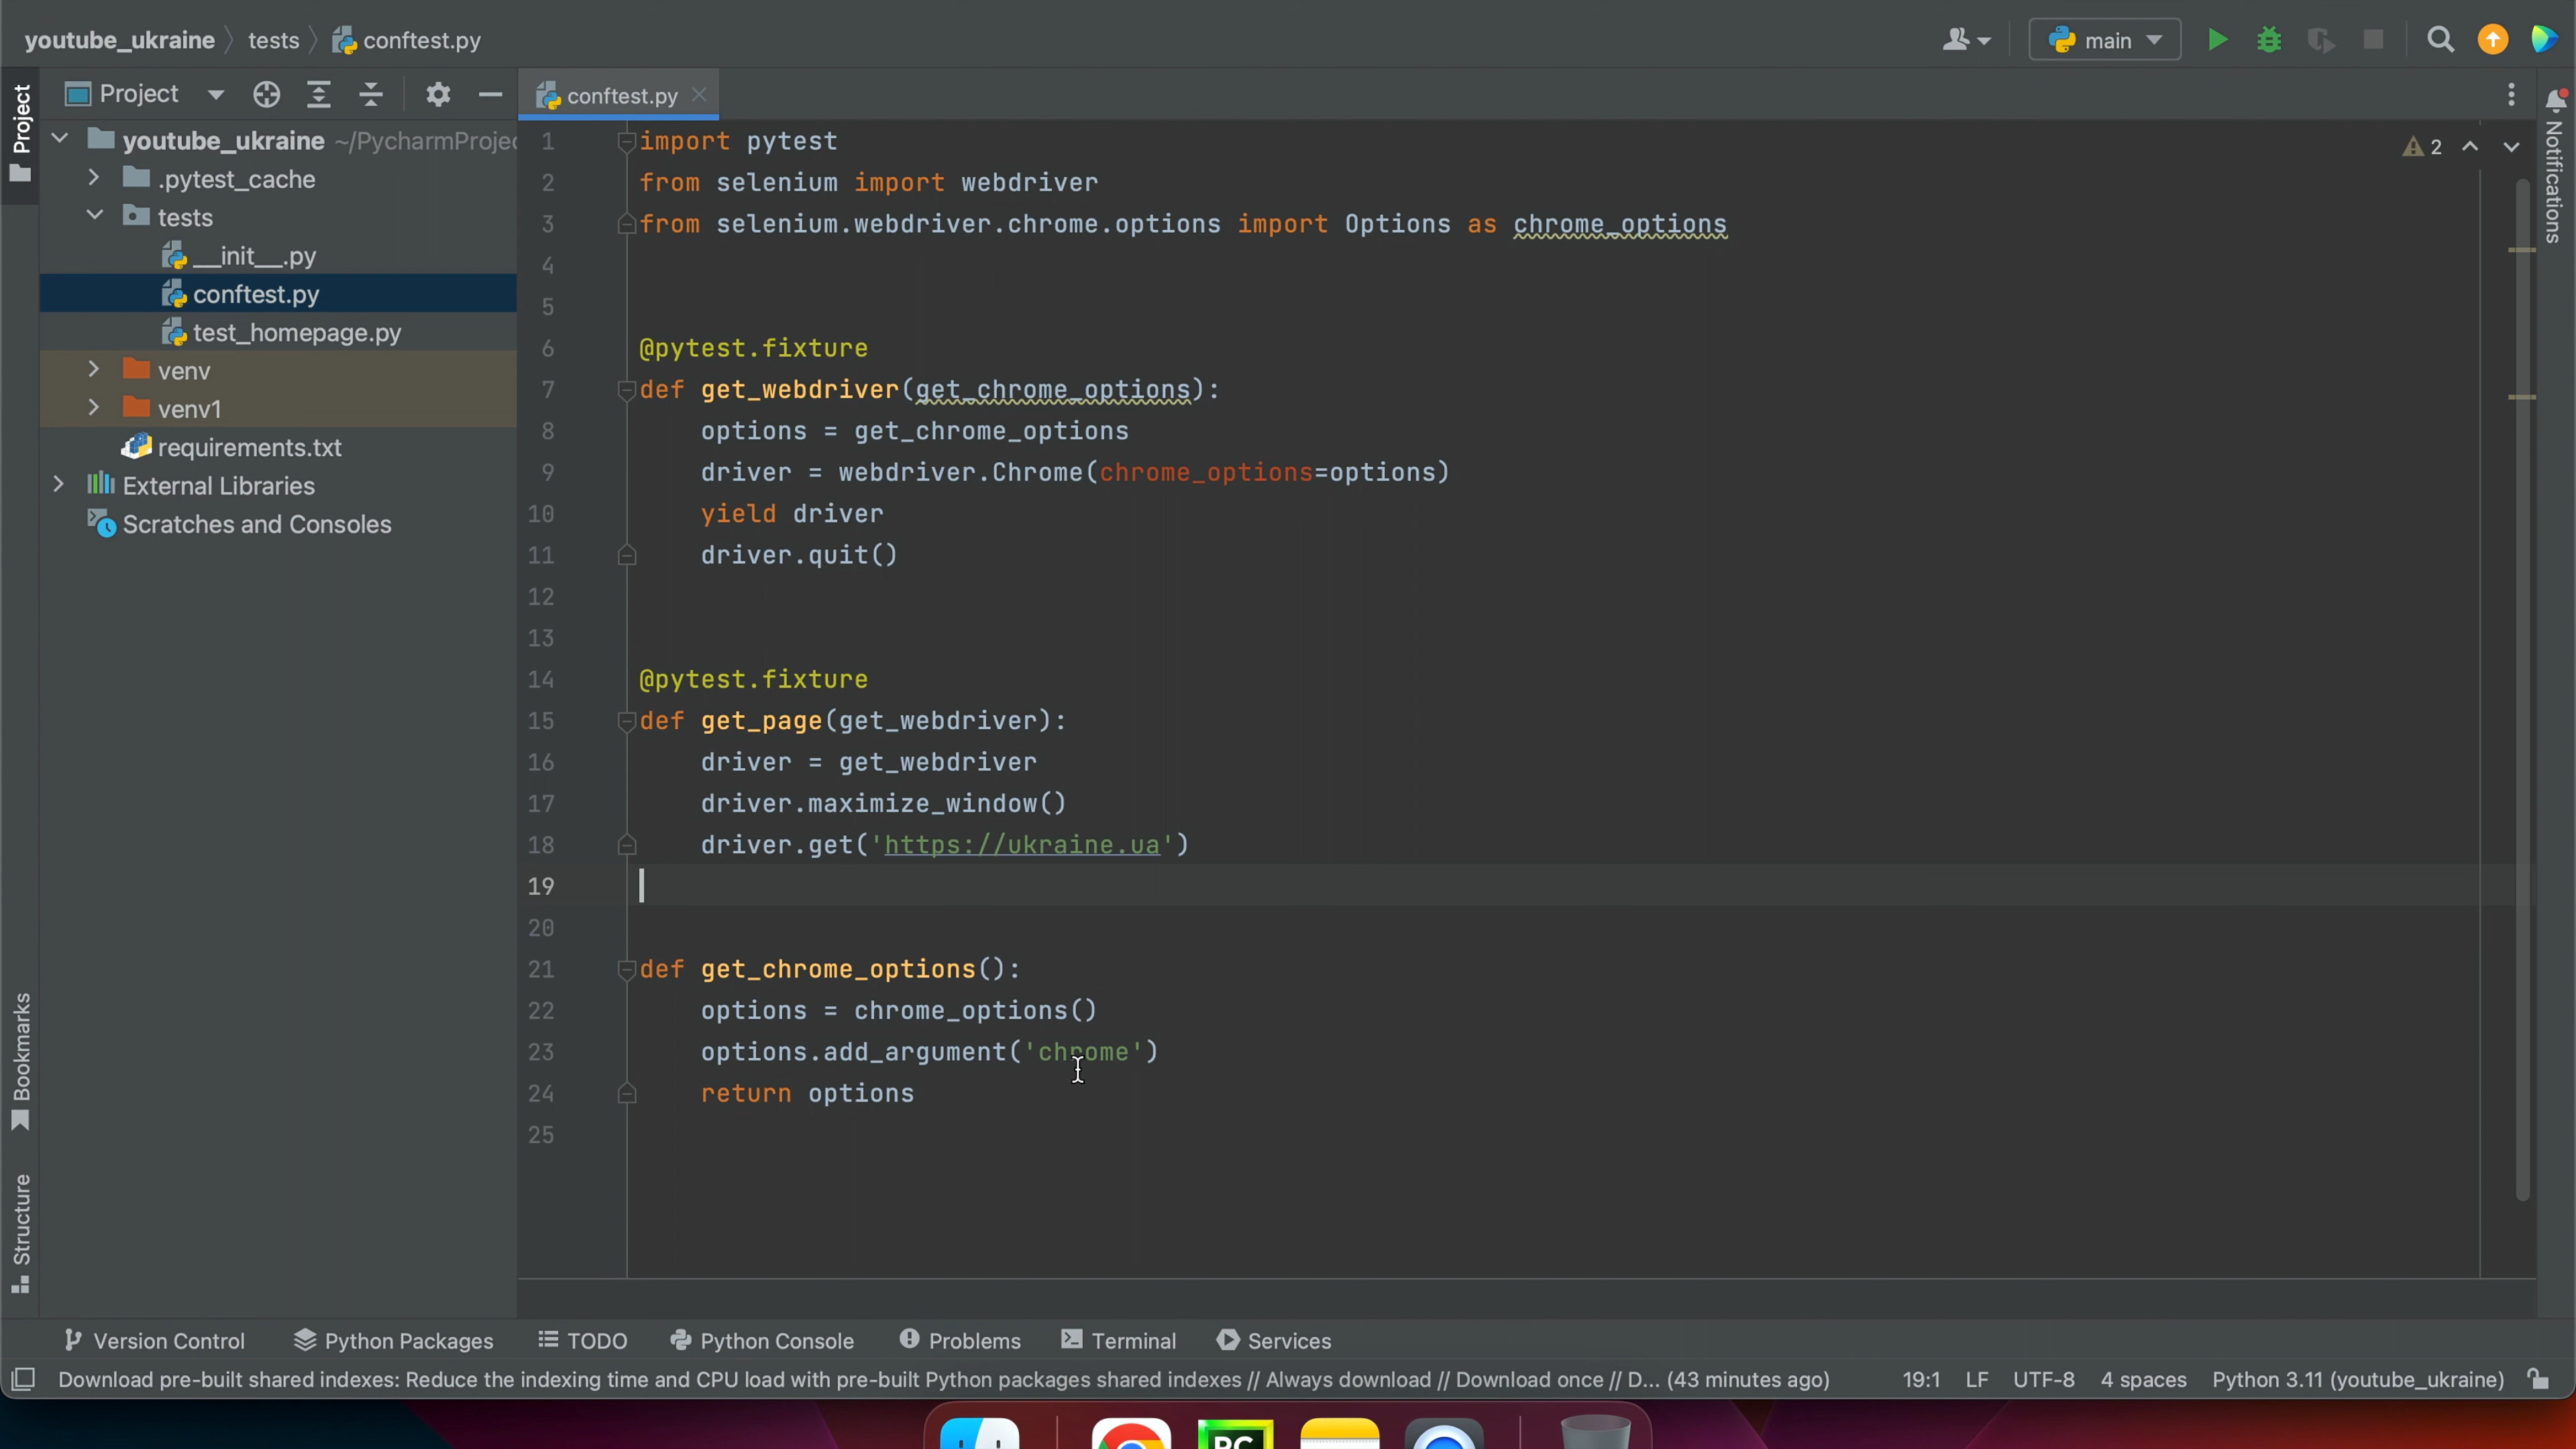 youtube_ukraine tests conftest.py
main
Project
conftest.py
Project
youtube_ukraine ~/PycharmProjec
.pytest_cache
tests
__init__.py
conftest.py
test_homepage.py
venv
venv1
requirements.txt
External Libraries
Scratches and Consoles
2
Notifications
1 import pytest
2 from selenium import webdriver
3 from selenium.webdriver.chrome.options import Options as chrome_options
4
5
6 @pytest.fixture
7 def get_webdriver(get_chrome_options):
8 options = get_chrome_options
9 driver = webdriver.Chrome(chrome_options=options)
10 yield driver
11 driver.quit()
12
13
14 @pytest.fixture
15 def get_page(get_webdriver):
16 driver = get_webdriver
17 driver.maximize_window()
18 driver.get('https://ukraine.ua')
19
20
21 def get_chrome_options():
22 options = chrome_options()
23 options.add_argument('chrome')
24 return options
25
Bookmarks
Structure
Version Control Python Packages TODO Python Console Problems Terminal Services
Download pre-built shared indexes: Reduce the indexing time and CPU load with pre-built Python packages shared indexes // Always download // Download once // D... (43 minutes ago) 19:1 LF UTF-8 4 spaces Python 3.11 (youtube_ukraine)
PC